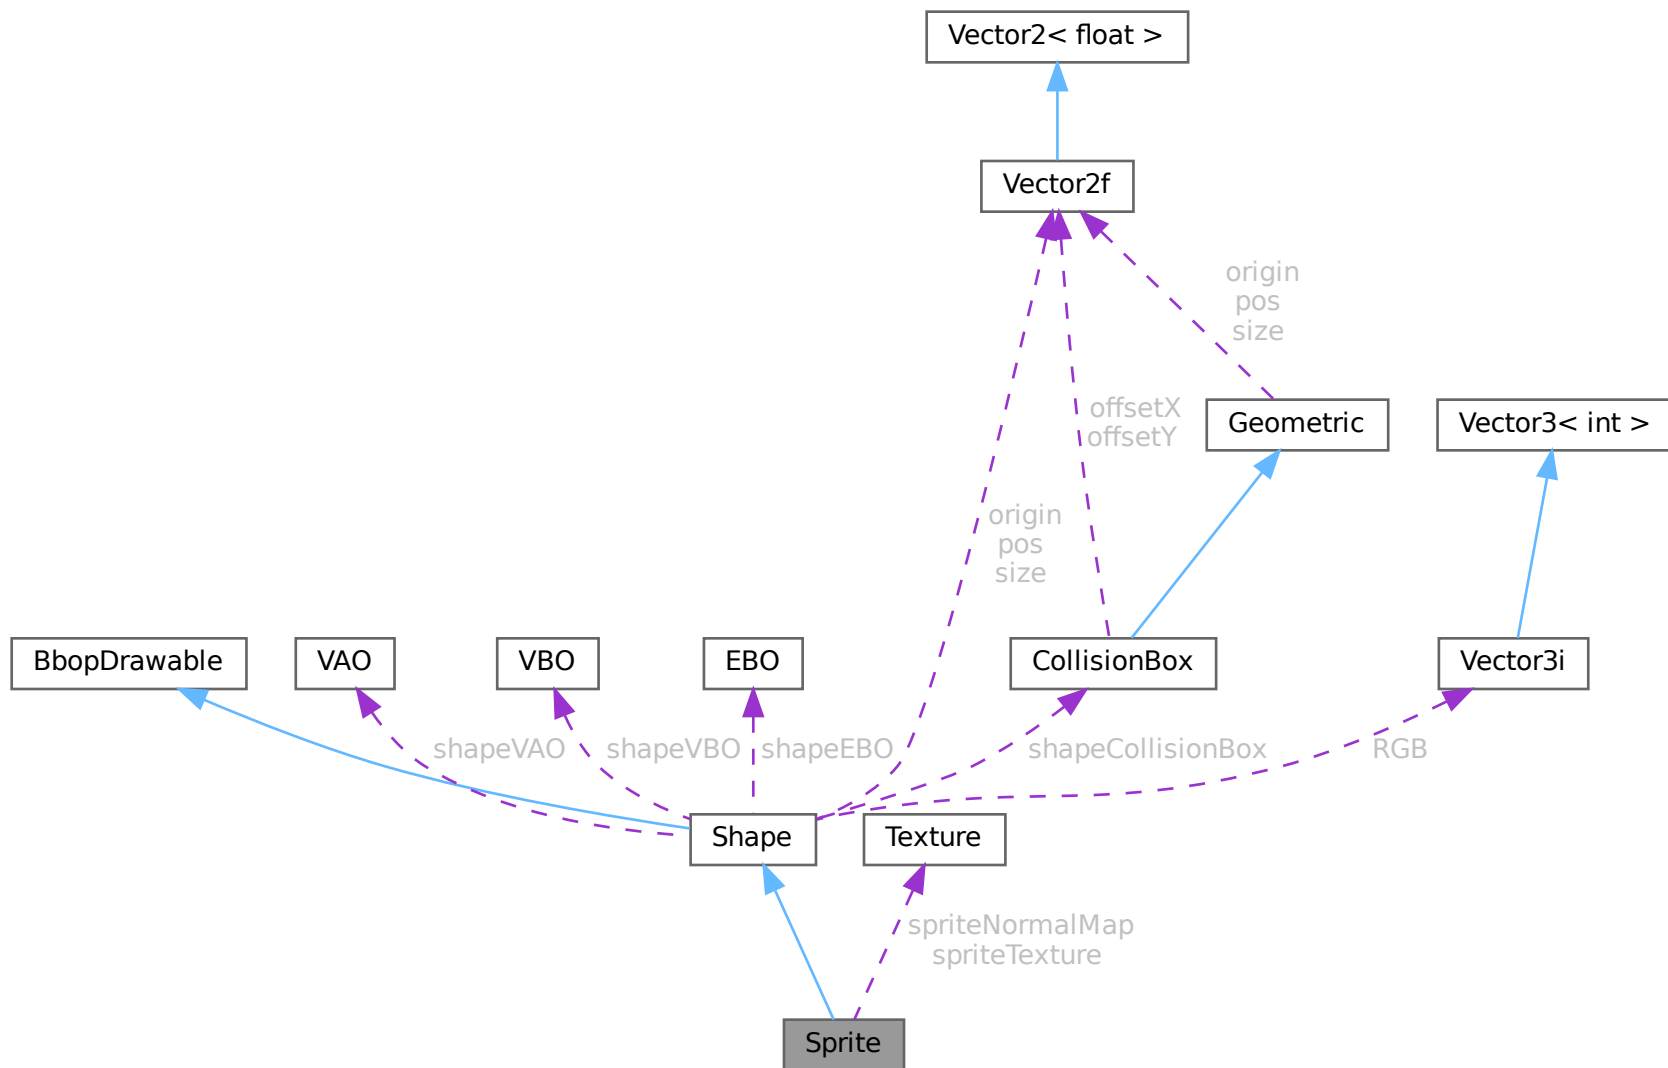 Vector2< float >
Vector2f
origin
pos
size
offsetX
offsetY
Geometric
Vector3< int >
origin
pos
size
BbopDrawable
VAO
VBO
EBO
CollisionBox
Vector3i
shapeVAO
shapeVBO
shapeEBO
shapeCollisionBox
RGB
Shape
Texture
spriteNormalMap
spriteTexture
Sprite